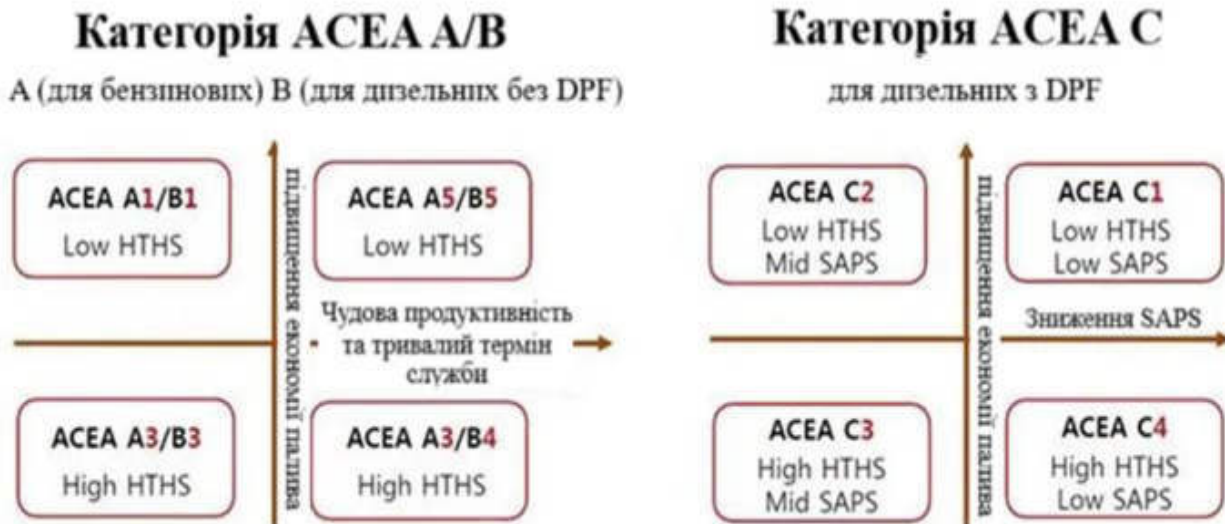 Категорія ACEA A/B
А (для бензинових) В (для дизельних без DPF)
ACEA A1/B1
Low HTHS
ACEA A5/B5
Low HTHS
підвищення економії палива
Чудова продуктивність
та тривалий термін
служби
ACEA A3/B3
High HTHS
ACEA A3/B4
High HTHS
Категорія ACEA C
для дизельних з DPF
ACEA C2
Low HTHS
Mid SAPS
ACEA C1
Low HTHS
Low SAPS
підвищення економії палива
Зниження SAPS
ACEA C3
High HTHS
Mid SAPS
ACEA C4
High HTHS
Low SAPS